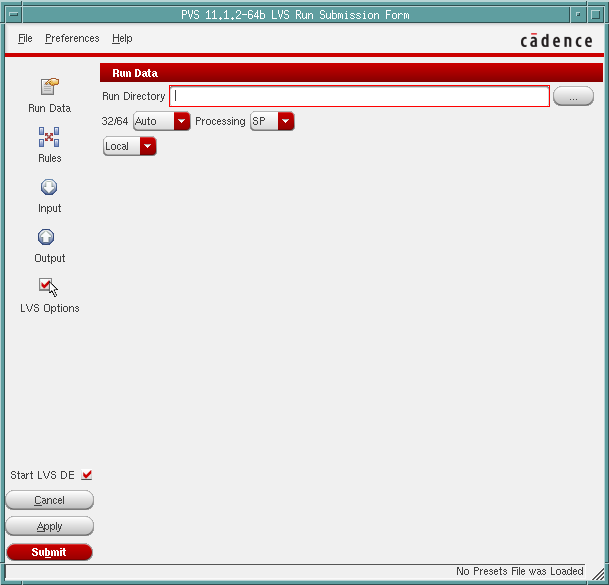 PVS 11.1.2-64b LVS Run Submission Form
File Preferences Help
cādence
Run Data
Run Directory ...
32/64 Auto Processing SP
Local
Run Data
Rules
Input
Output
LVS Options
Start LVS DE
Cancel
Apply
Submit
No Presets File was Loaded